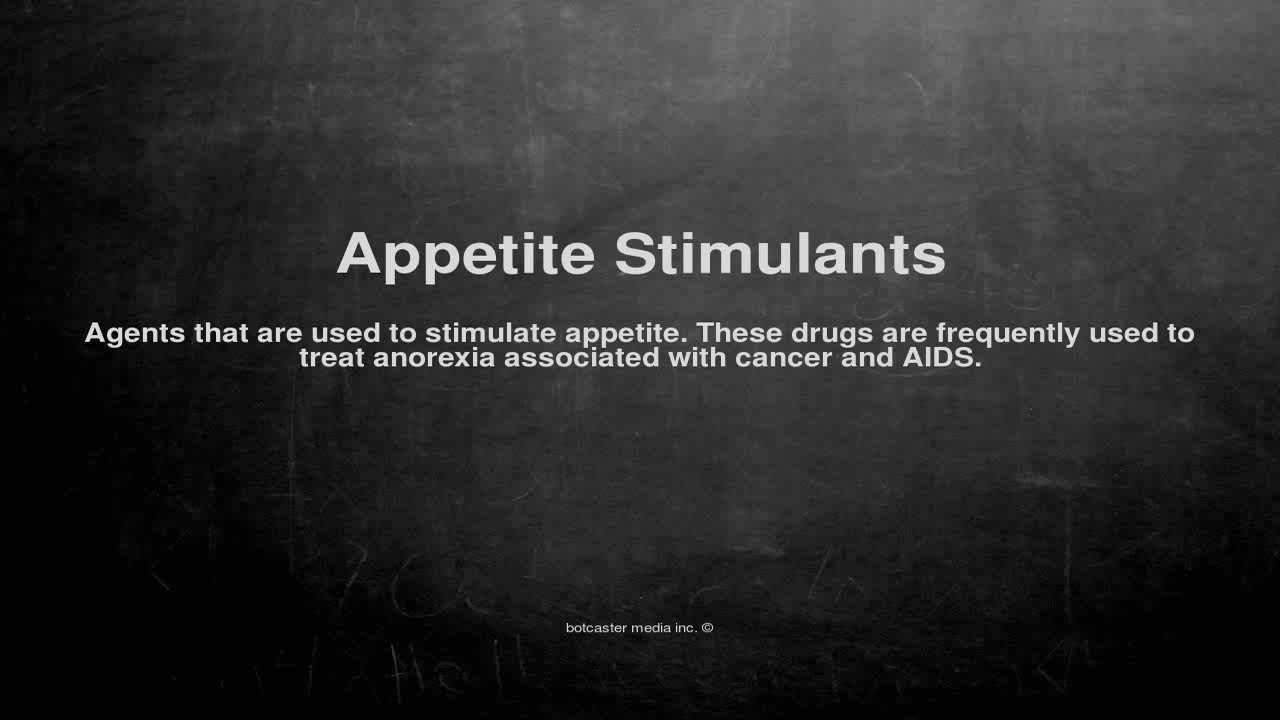 Appetite Stimulants
Agents that are used to stimulate appetite. These drugs are frequently used to
treat anorexia associated with cancer and AIDS.
botcaster media inc. ©